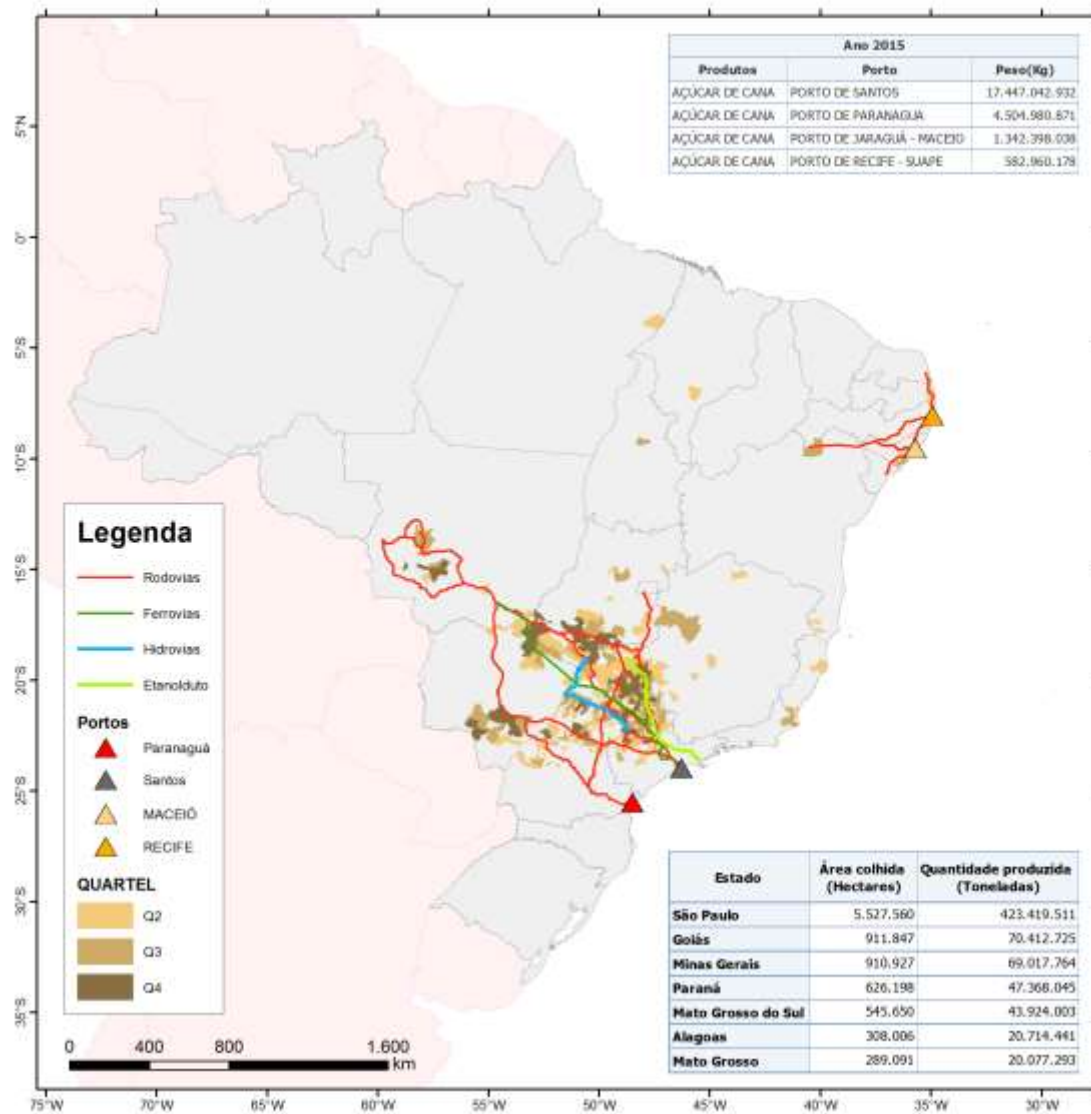 Ano 2015
Produtos Porto Peso(Kg)
AÇÚCAR DE CANA PORTO DE SANTOS 17.447.042.932
AÇÚCAR DE CANA PORTO DE PARANAGUA 4.504.980.871
AÇÚCAR DE CANA PORTO DE JARAGUÁ - MACEIO 1.342.398.038
AÇÚCAR DE CANA PORTO DE RECIFE - SUAPE 582.960.178
5°N
0°
5°S
10°S
15°S
20°S
25°S
30°S
35°S
Legenda
Rodovias
Ferrovias
Hidrovias
Etanolduto
Portos
Paranaguá
Santos
MACEIÓ
RECIFE
QUARTEL
Q2
Q3
Q4
0 400 800 1.600
km
Estado Área colhida (Hectares) Quantidade produzida (Toneladas)
São Paulo 5.527.560 423.419.511
Goiás 911.847 70.412.725
Minas Gerais 910.927 69.017.764
Paraná 626.198 47.368.045
Mato Grosso do Sul 545.650 43.924.003
Alagoas 308.006 20.714.441
Mato Grosso 289.091 20.077.293
75°W 70°W 65°W 60°W 55°W 50°W 45°W 40°W 35°W 30°W